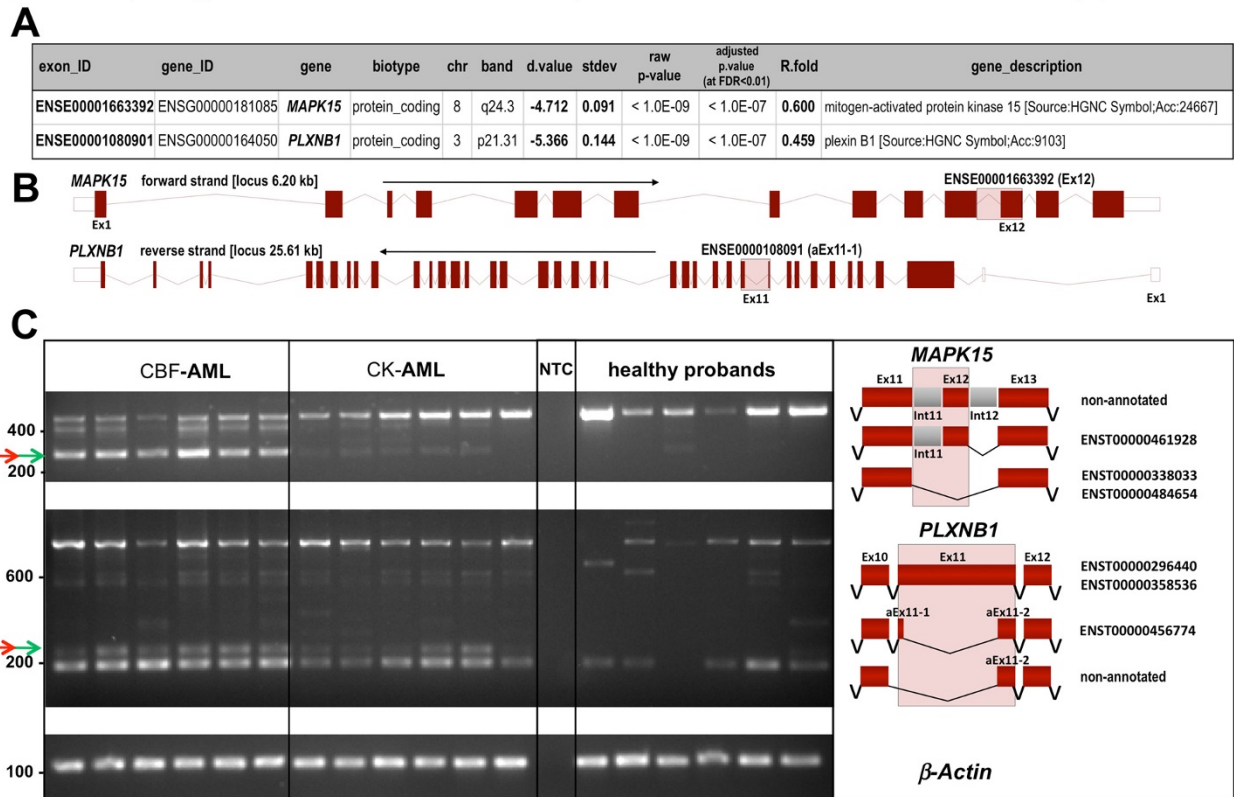 A
exon_ID gene_ID gene biotype chr band d.value stdev raw p-value adjusted p.value (at FDR<0.01) R.fold gene_description
ENSE00001663392 ENSG00000181085 MAPK15 protein_coding 8 q24.3 -4.712 0.091 < 1.0E-09 < 1.0E-07 0.600 mitogen-activated protein kinase 15 [Source:HGNC Symbol;Acc:24667]
ENSE00001080901 ENSG00000164050 PLXNB1 protein_coding 3 p21.31 -5.366 0.144 < 1.0E-09 < 1.0E-07 0.459 plexin B1 [Source:HGNC Symbol;Acc:9103]
B
MAPK15 forward strand [locus 6.20 kb] ENSE00001663392 (Ex12)
Ex1 Ex12
PLXNB1 reverse strand [locus 25.61 kb] ENSE0000108091 (aEx11-1)
Ex11 Ex1
C
CBF-AML CK-AML NTC healthy probands
400
200
600
200
100
MAPK15
Ex11 Ex12 Ex13
non-annotated
Int11 Int12
ENST00000461928
Int11
ENST00000338033
ENST00000484654
PLXNB1
Ex10 Ex11 Ex12
ENST00000296440
ENST00000358536
aEx11-1 aEx11-2
ENST00000456774
aEx11-2
non-annotated
β-Actin